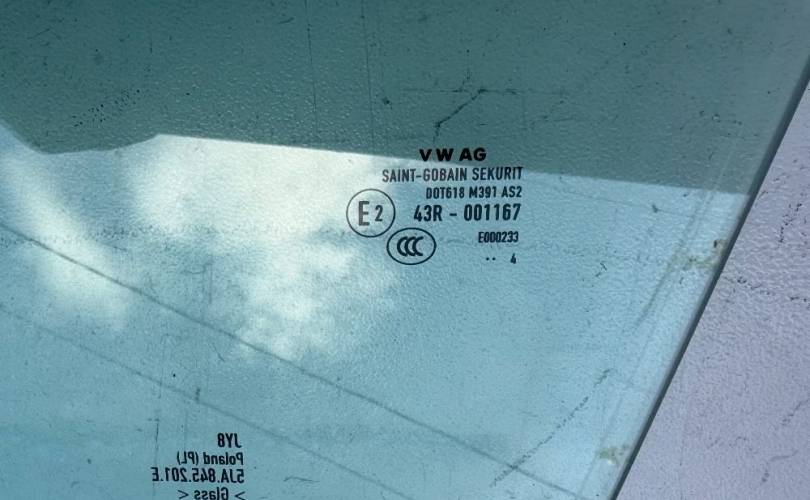 VW AG
SAINT-GOBAIN SEKURIT
DOT618 M391 AS2
E2 43R - 001167
CCC E000233
·· 4
JY8
Poland (PL)
5JA.845.201.E
> Glass <